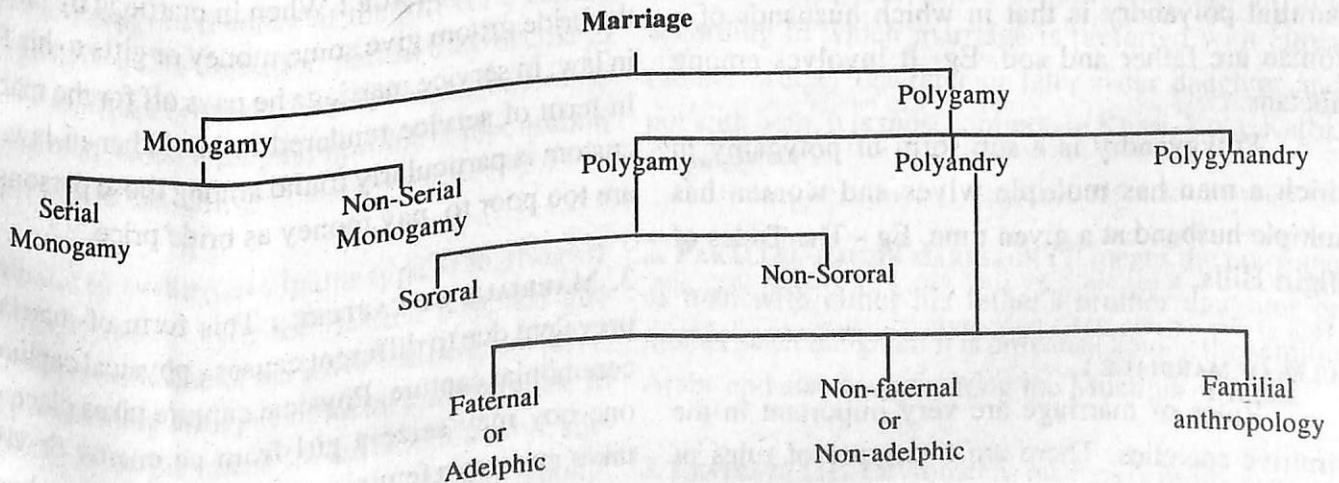 Marriage
Polygamy
Monogamy
Polygamy
Polyandry
Polygynandry
Serial
Monogamy
Non-Serial
Monogamy
Sororal
Non-Sororal
Faternal
or
Adelphic
Non-faternal
or
Non-adelphic
Familial
anthropology